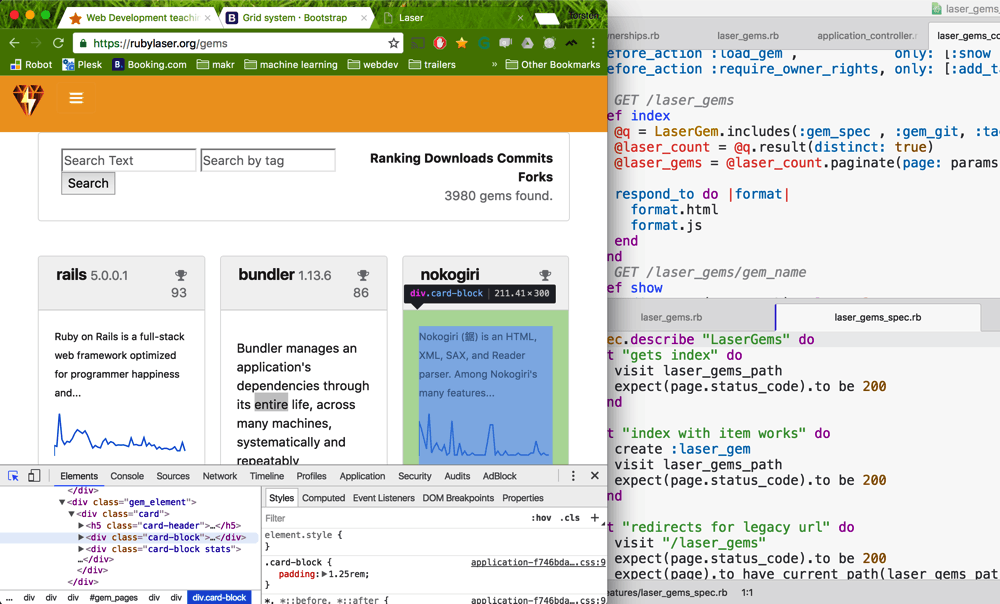 Web Development teachin
Grid system · Bootstrap
Laser
Torsten
https://rubylaser.org/gems
Robot
Plesk
Booking.com
makr
machine learning
webdev
trailers
»
Other Bookmarks
Search Text
Search by tag
Search
Ranking Downloads Commits
Forks
3980 gems found.
rails 5.0.0.1
93
Ruby on Rails is a full-stack
web framework optimized
for programmer happiness
and...
bundler 1.13.6
86
Bundler manages an
application's
dependencies through
its entire life, across
many machines,
systematically and
repeatably
nokogiri
div.card-block | 211.41×300
Nokogiri (鋸) is an HTML,
XML, SAX, and Reader
parser. Among Nokogiri's
many features...
Elements Console Sources Network Timeline Profiles Application Security Audits AdBlock
</div>
▼<div class="gem_element">
▼<div class="card">
▶<h5 class="card-header">…</h5>
▶<div class="card-block">…</div>
▶<div class="card-block stats">
…</div>
</div>
</div>
... div div div #gem_pages div div div.card-block
Styles Computed Event Listeners DOM Breakpoints Properties
Filter
:hov .cls +
element.style {
}
.card-block {
application-f746bda….css:9
padding:▶1.25rem;
}
*, *::before, *::after {
application-f746bda….css:9
laser_gems_
nerships.rb
laser_gems.rb
application_controller.r
laser_gems_co
efore_action :load_gem , only: [:show
efore_action :require_owner_rights, only: [:add_ta
GET /laser_gems
ef index
@q = LaserGem.includes(:gem_spec , :gem_git, :tag
@laser_count = @q.result(distinct: true)
@laser_gems = @laser_count.paginate(page: params
respond_to do |format|
format.html
format.js
end
nd
GET /laser_gems/gem_name
ef show
laser_gems.rb
laser_gems_spec.rb
ec.describe "LaserGems" do
t "gets index" do
visit laser_gems_path
expect(page.status_code).to be 200
nd
t "index with item works" do
create :laser_gem
visit laser_gems_path
expect(page.status_code).to be 200
nd
t "redirects for legacy url" do
visit "/laser_gems"
expect(page.status_code).to be 200
expect(page).to have_current_path(laser_gems_pat
eatures/laser_gems_spec.rb 1:1